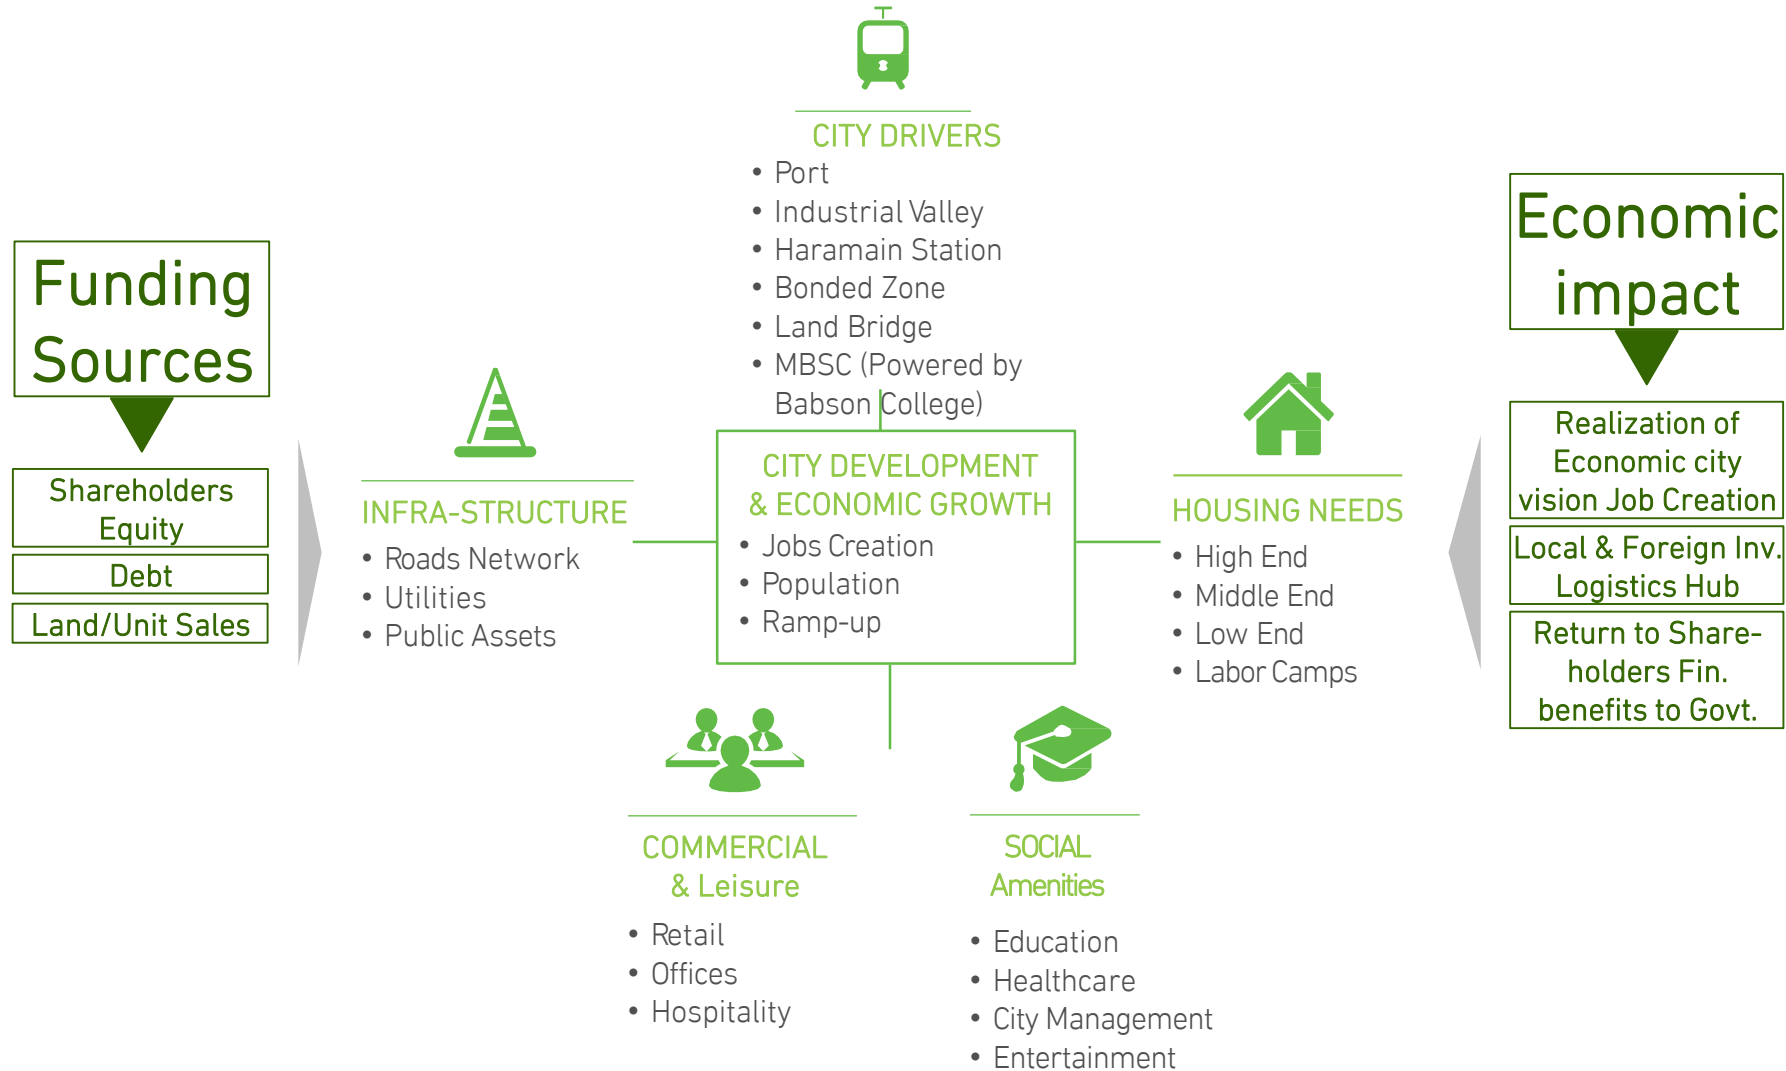 CITY DRIVERS
• Port
• Industrial Valley
• Haramain Station
• Bonded Zone
• Land Bridge
• MBSC (Powered by
Babson College)
Funding
Sources
Shareholders
Equity
Debt
Land/Unit Sales
INFRA-STRUCTURE
• Roads Network
• Utilities
• Public Assets
CITY DEVELOPMENT
& ECONOMIC GROWTH
• Jobs Creation
• Population
• Ramp-up
HOUSING NEEDS
• High End
• Middle End
• Low End
• Labor Camps
Economic
impact
Realization of
Economic city
vision Job Creation
Local & Foreign Inv.
Logistics Hub
Return to Share-
holders Fin.
benefits to Govt.
COMMERCIAL
& Leisure
• Retail
• Offices
• Hospitality
SOCIAL
Amenities
• Education
• Healthcare
• City Management
• Entertainment